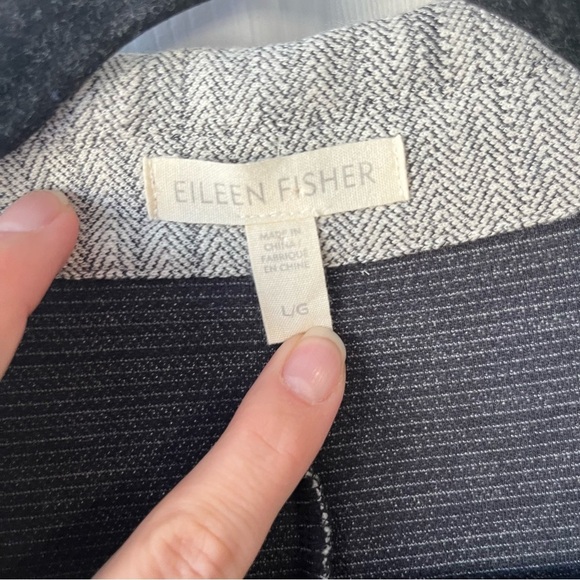 EILEEN FISHER
MADE IN
CHINA/
FABRIQUÉ
EN CHINE
L/G